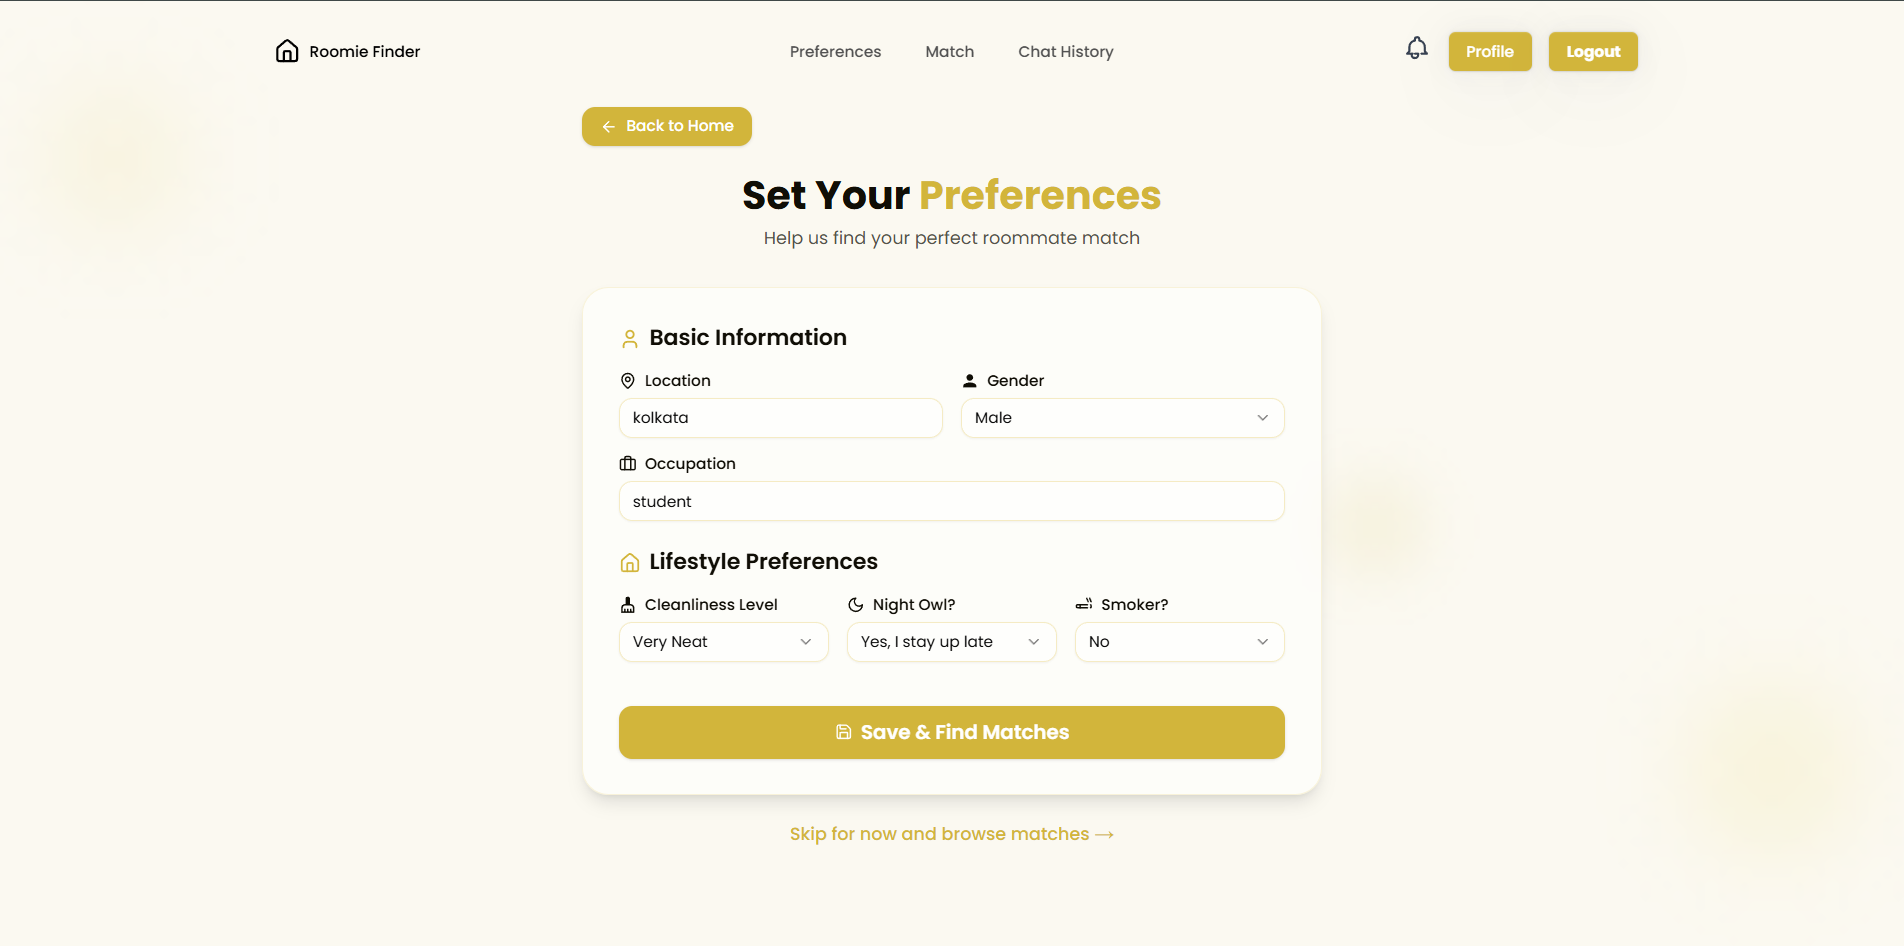 Roomie Finder
Preferences
Match
Chat History
Profile
Logout
← Back to Home
Set Your Preferences
Help us find your perfect roommate match
Basic Information
Location
Gender
kolkata
Male
Occupation
student
Lifestyle Preferences
Cleanliness Level
Night Owl?
Smoker?
Very Neat
Yes, I stay up late
No
Save & Find Matches
Skip for now and browse matches →